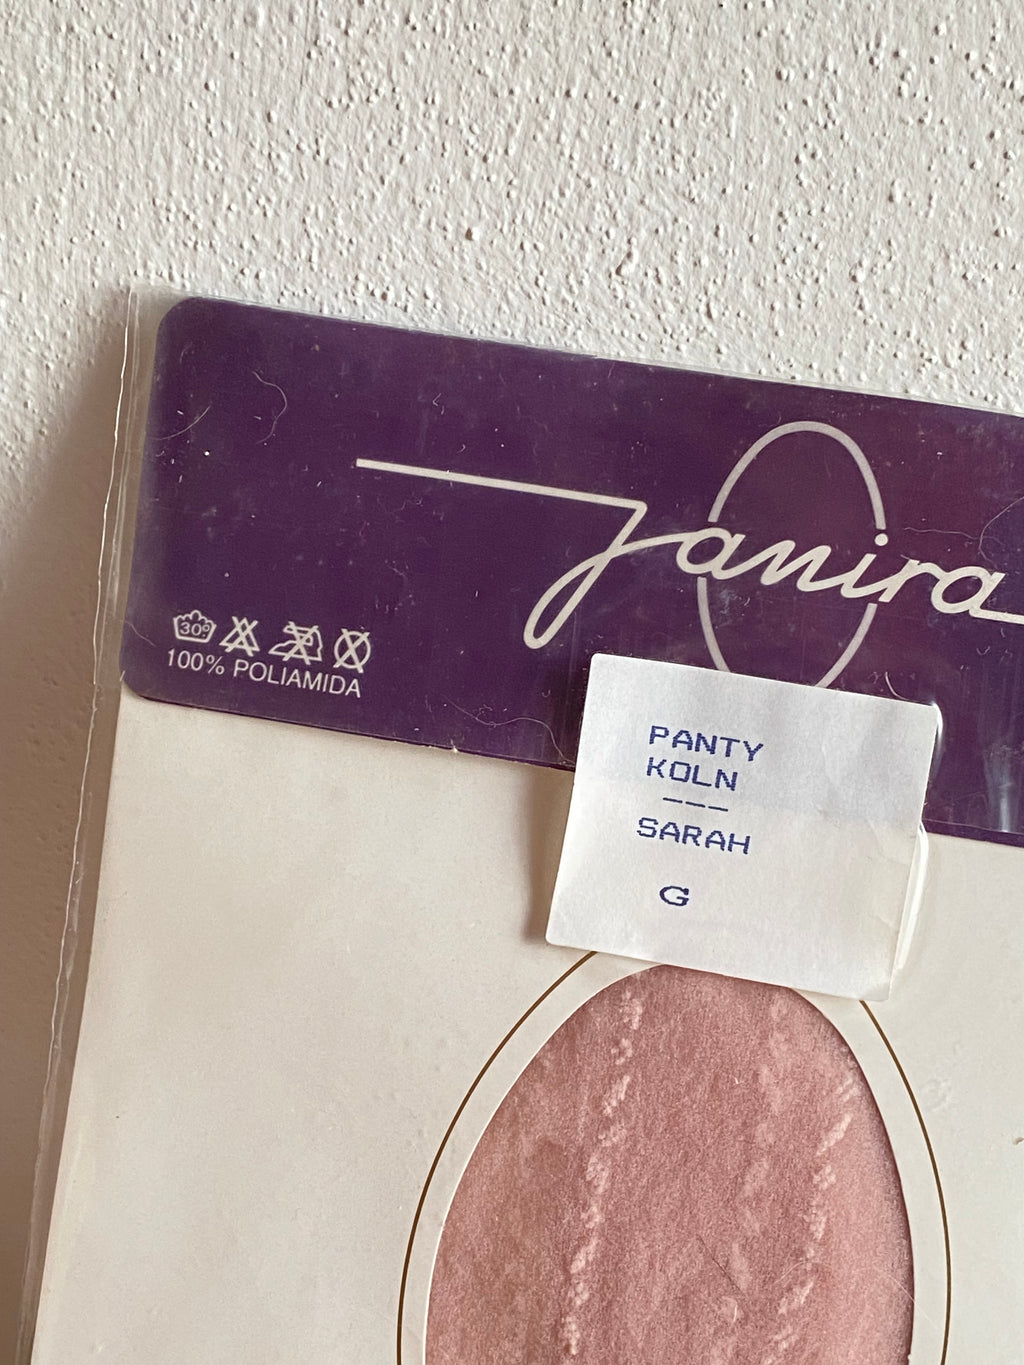 Janira
30°
100% POLIAMIDA
PANTY
KOLN
---
SARAH
G